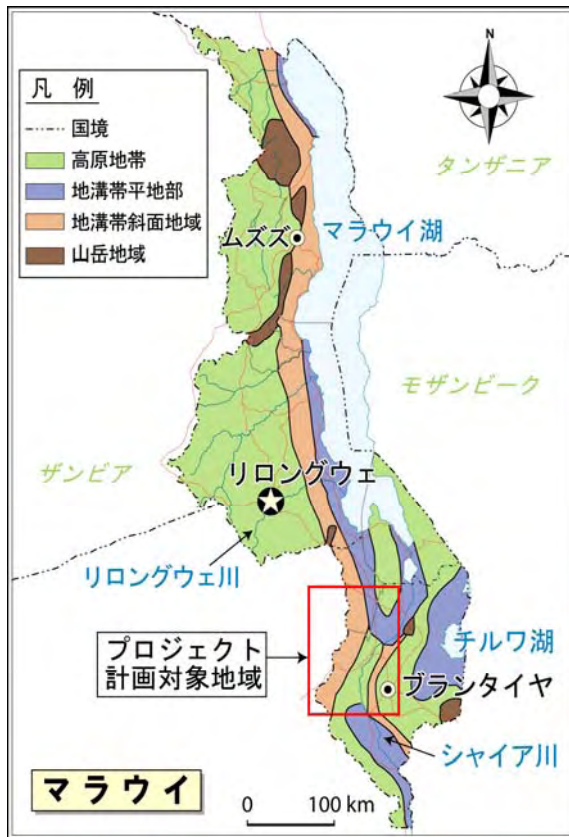 N
凡 例
国境
高原地帯
地溝帯平地部
地溝帯斜面地域
山岳地域
タンザニア
ムズズ
マラウイ湖
モザンビーク
ザンビア
リロングウェ
リロングウェ川
プロジェクト
計画対象地域
チルワ湖
ブランタイヤ
シャイア川
マラウイ
0 100 km